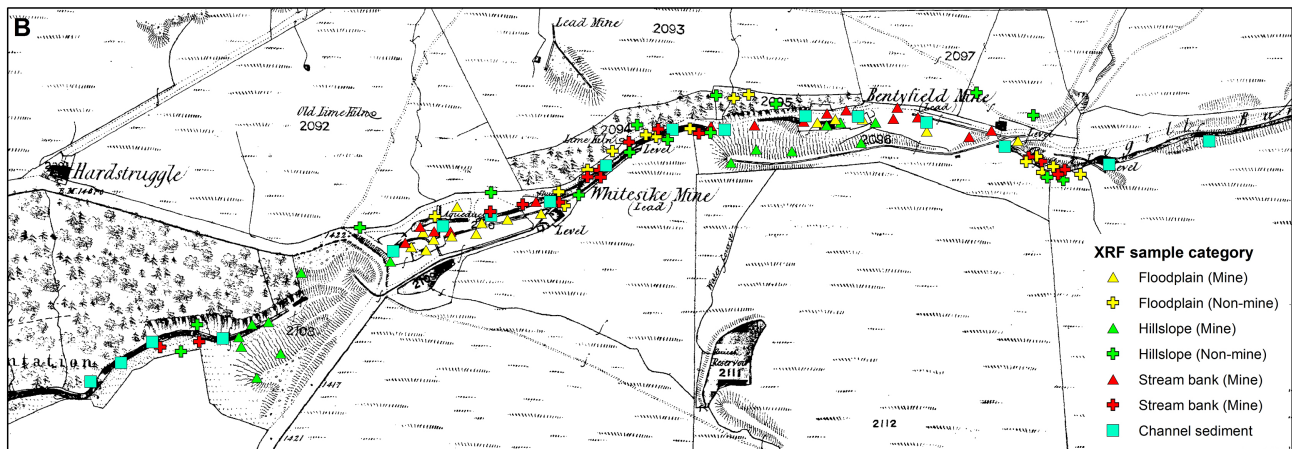 B
Lead Mine
2093
2097
Old Lime Kilns
2092
2095
Bentyfield Mine
(Lead)
2094
2096
Level
Level
Level
Hardstruggle
B.M.
Whitesike Mine
(Lead)
Aqueduct
1422
Level
2108
ntation
1417
1421
Reservoir
2111
2112
XRF sample category
Floodplain (Mine)
Floodplain (Non-mine)
Hillslope (Mine)
Hillslope (Non-mine)
Stream bank (Mine)
Stream bank (Mine)
Channel sediment